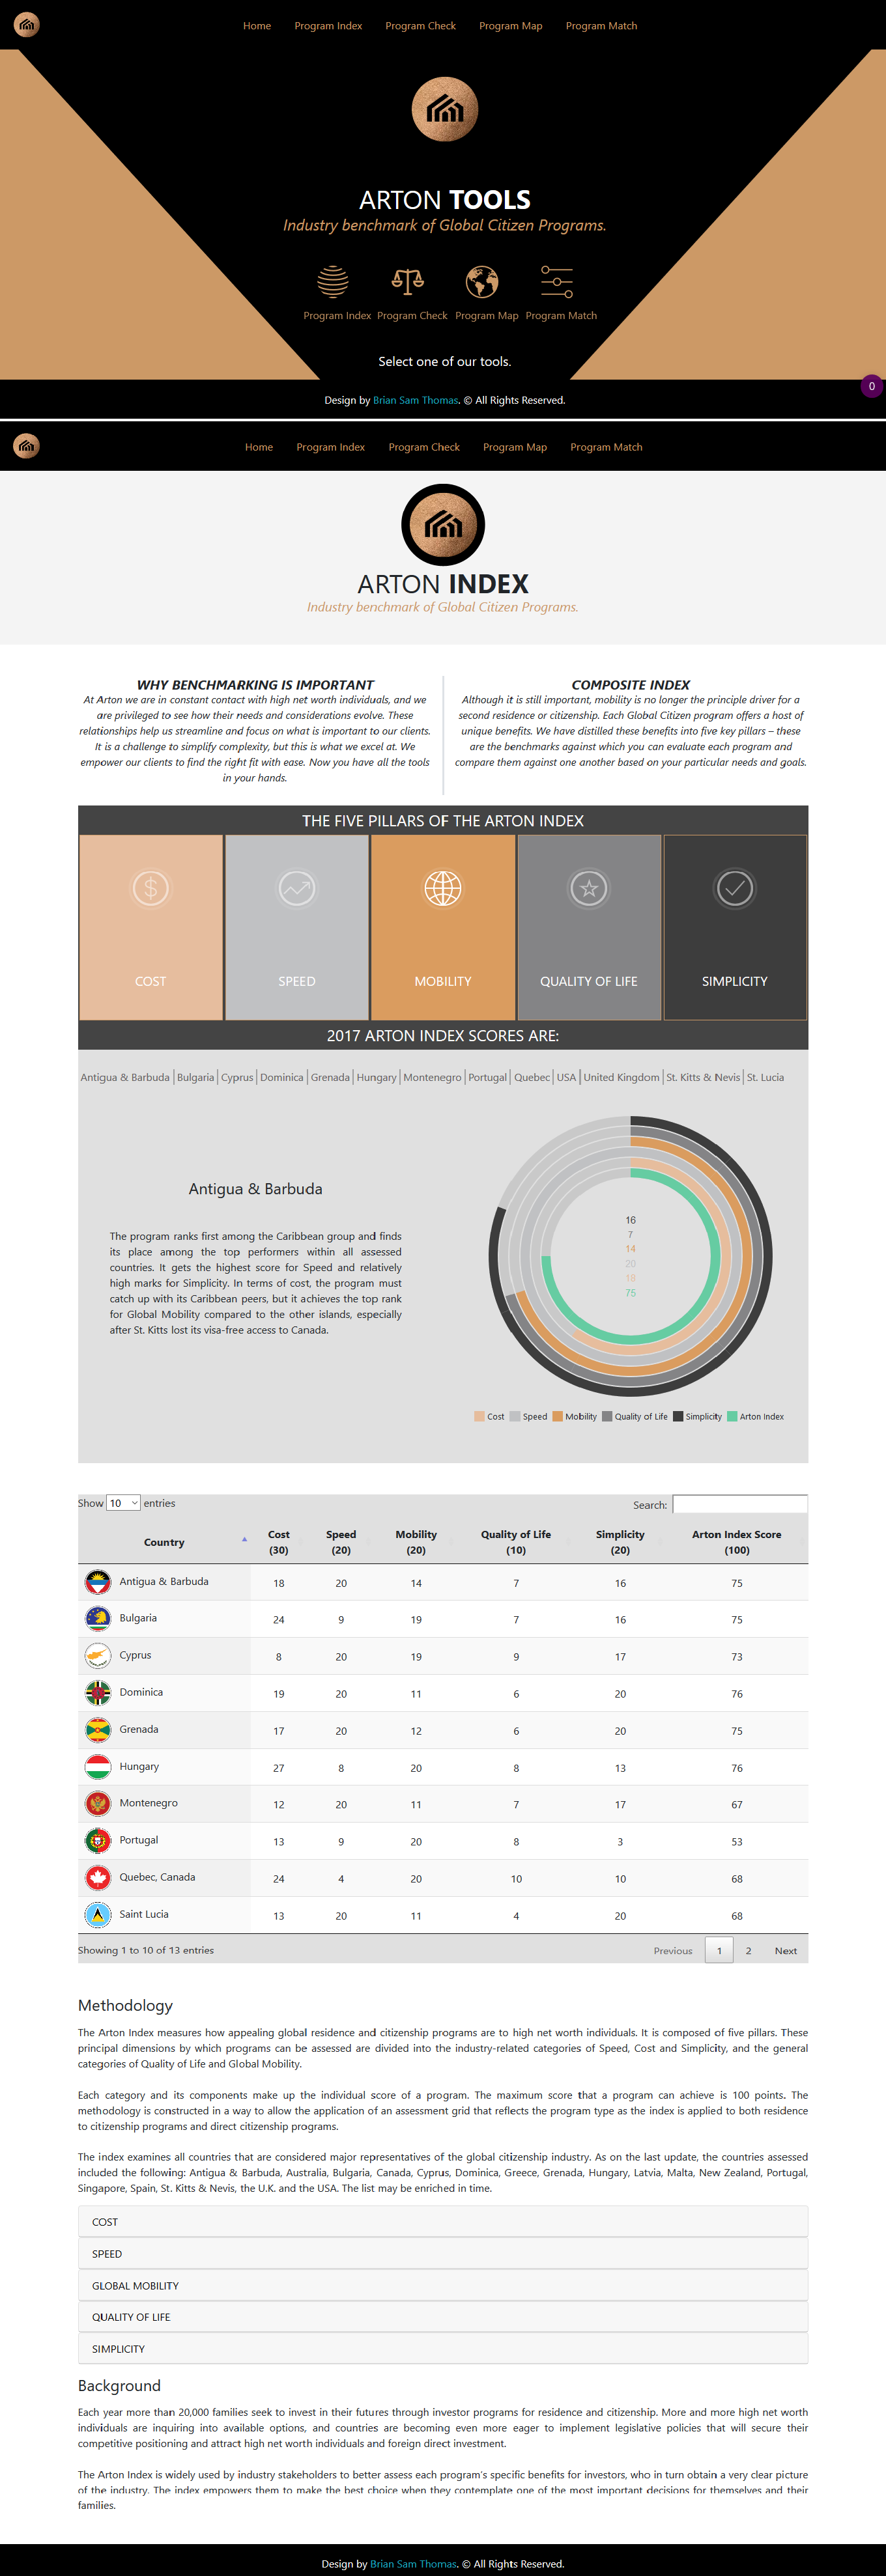 Home Program Index Program Check Program Map Program Match
ARTON TOOLS
Industry benchmark of Global Citizen Programs.
Program Index Program Check Program Map Program Match
Select one of our tools.
0
Design by Brian Sam Thomas. © All Rights Reserved.
Home Program Index Program Check Program Map Program Match
ARTON INDEX
Industry benchmark of Global Citizen Programs.
WHY BENCHMARKING IS IMPORTANT
At Arton we are in constant contact with high net worth individuals, and we
are privileged to see how their needs and considerations evolve. These
relationships help us streamline and focus on what is important to our clients.
It is a challenge to simplify complexity, but this is what we excel at. We
empower our clients to find the right fit with ease. Now you have all the tools
in your hands.
COMPOSITE INDEX
Although it is still important, mobility is no longer the principle driver for a
second residence or citizenship. Each Global Citizen program offers a host of
unique benefits. We have distilled these benefits into five key pillars – these
are the benchmarks against which you can evaluate each program and
compare them against one another based on your particular needs and goals.
THE FIVE PILLARS OF THE ARTON INDEX
COST SPEED MOBILITY QUALITY OF LIFE SIMPLICITY
2017 ARTON INDEX SCORES ARE:
Antigua & Barbuda Bulgaria Cyprus Dominica Grenada Hungary Montenegro Portugal Quebec USA United Kingdom St. Kitts & Nevis St. Lucia
Antigua & Barbuda
The program ranks first among the Caribbean group and finds
its place among the top performers within all assessed
countries. It gets the highest score for Speed and relatively
high marks for Simplicity. In terms of cost, the program must
catch up with its Caribbean peers, but it achieves the top rank
for Global Mobility compared to the other islands, especially
after St. Kitts lost its visa-free access to Canada.
16
7
14
20
18
75
Cost Speed Mobility Quality of Life Simplicity Arton Index
Show 10 entries Search:
Country Cost (30) Speed (20) Mobility (20) Quality of Life (10) Simplicity (20) Arton Index Score (100)
Antigua & Barbuda 18 20 14 7 16 75
Bulgaria 24 9 19 7 16 75
Cyprus 8 20 19 9 17 73
Dominica 19 20 11 6 20 76
Grenada 17 20 12 6 20 75
Hungary 27 8 20 8 13 76
Montenegro 12 20 11 7 17 67
Portugal 13 9 20 8 3 53
Quebec, Canada 24 4 20 10 10 68
Saint Lucia 13 20 11 4 20 68
Showing 1 to 10 of 13 entries Previous 1 2 Next
Methodology
The Arton Index measures how appealing global residence and citizenship programs are to high net worth individuals. It is composed of five pillars. These
principal dimensions by which programs can be assessed are divided into the industry-related categories of Speed, Cost and Simplicity, and the general
categories of Quality of Life and Global Mobility.
Each category and its components make up the individual score of a program. The maximum score that a program can achieve is 100 points. The
methodology is constructed in a way to allow the application of an assessment grid that reflects the program type as the index is applied to both residence
to citizenship programs and direct citizenship programs.
The index examines all countries that are considered major representatives of the global citizenship industry. As on the last update, the countries assessed
included the following: Antigua & Barbuda, Australia, Bulgaria, Canada, Cyprus, Dominica, Greece, Grenada, Hungary, Latvia, Malta, New Zealand, Portugal,
Singapore, Spain, St. Kitts & Nevis, the U.K. and the USA. The list may be enriched in time.
COST
SPEED
GLOBAL MOBILITY
QUALITY OF LIFE
SIMPLICITY
Background
Each year more than 20,000 families seek to invest in their futures through investor programs for residence and citizenship. More and more high net worth
individuals are inquiring into available options, and countries are becoming even more eager to implement legislative policies that will secure their
competitive positioning and attract high net worth individuals and foreign direct investment.
The Arton Index is widely used by industry stakeholders to better assess each program's specific benefits for investors, who in turn obtain a very clear picture
of the industry. The index empowers them to make the best choice when they contemplate one of the most important decisions for themselves and their
families.
Design by Brian Sam Thomas. © All Rights Reserved.